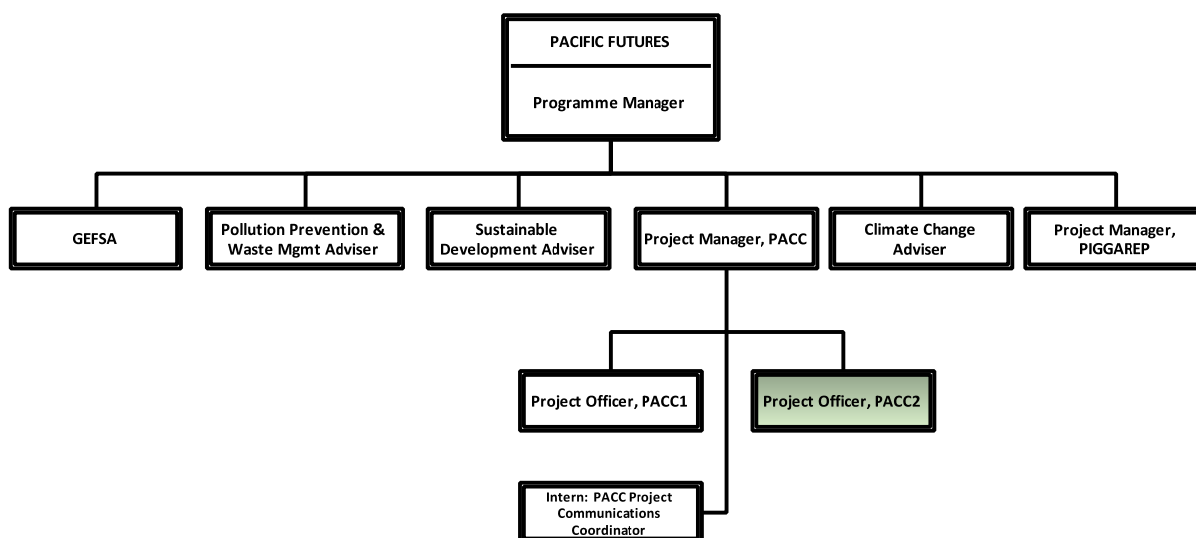 PACIFIC FUTURES
Programme Manager
GEFSA
Pollution Prevention &
Waste Mgmt Adviser
Sustainable
Development Adviser
Project Manager, PACC
Climate Change
Adviser
Project Manager,
PIGGAREP
Project Officer, PACC1
Project Officer, PACC2
Intern: PACC Project
Communications
Coordinator